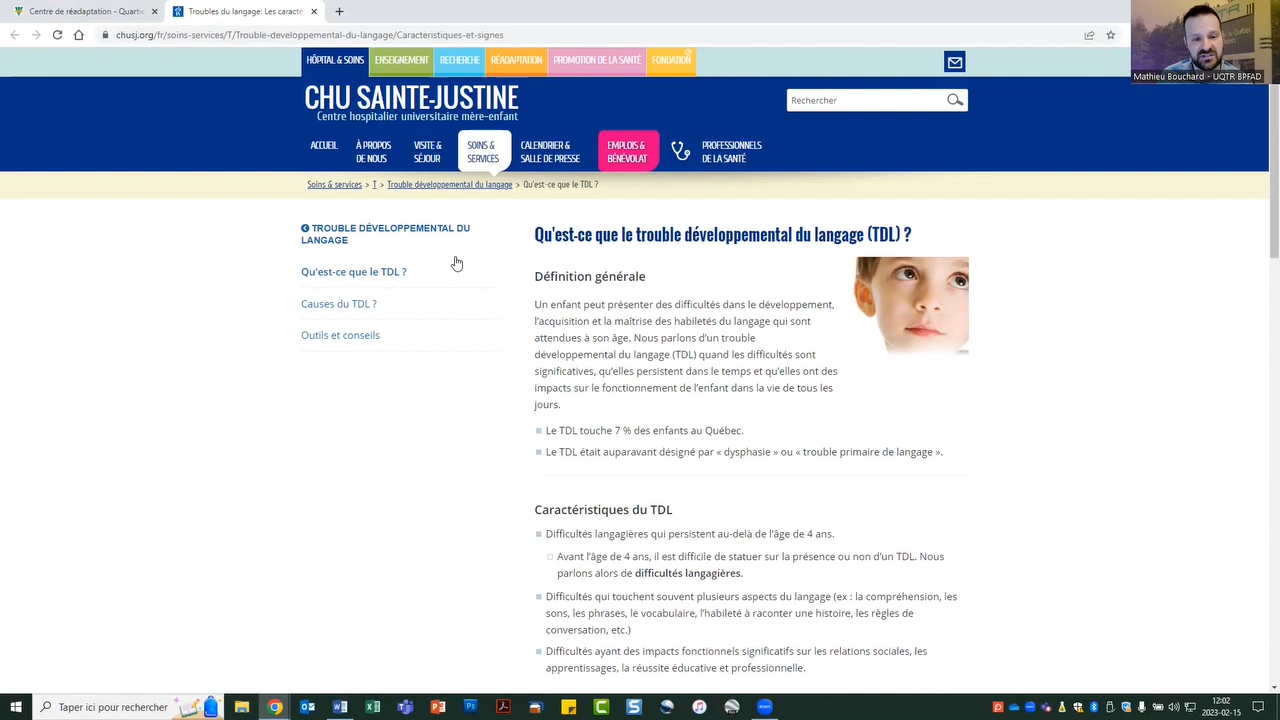 Centre de réadaptation - Quartie
Troubles du langage: Les caracté
chusj.org/fr/soins-services/T/Trouble-developpemental-du-langage/Caracteristiques-et-signes
Mathieu Bouchard - UQTR BPFAD
HÔPITAL & SOINS
ENSEIGNEMENT
RECHERCHE
RÉADAPTATION
PROMOTION DE LA SANTÉ
FONDATION
CHU SAINTE-JUSTINE
Centre hospitalier universitaire mère-enfant
Rechercher
ACCUEIL
À PROPOS
DE NOUS
VISITE &
SÉJOUR
SOINS &
SERVICES
CALENDRIER &
SALLE DE PRESSE
EMPLOIS &
BÉNÉVOLAT
PROFESSIONNELS
DE LA SANTÉ
Soins & services > T > Trouble développemental du langage > Qu'est-ce que le TDL ?
TROUBLE DÉVELOPPEMENTAL DU
LANGAGE
Qu'est-ce que le TDL ?
Causes du TDL ?
Outils et conseils
Qu'est-ce que le trouble développemental du langage (TDL) ?
Définition générale
Un enfant peut présenter des difficultés dans le développement,
l'acquisition et la maîtrise des habiletés du langage qui sont
attendues à son âge. Nous parlons d'un trouble
développemental du langage (TDL) quand les difficultés sont
significatives, qu'elles persistent dans le temps et qu'elles ont des
impacts sur le fonctionnement de l'enfant dans la vie de tous les
jours.
Le TDL touche 7 % des enfants au Québec.
Le TDL était auparavant désigné par « dysphasie » ou « trouble primaire de langage ».
Caractéristiques du TDL
Difficultés langagières qui persistent au-delà de l'âge de 4 ans.
Avant l'âge de 4 ans, il est difficile de statuer sur la présence ou non d'un TDL. Nous
parlons alors de difficultés langagières.
Difficultés qui touchent souvent plusieurs aspects du langage (ex : la compréhension, les
sons, les phrases, le vocabulaire, l'habileté à raconter une histoire, les règles de
conversation, etc.)
Difficultés ayant des impacts fonctionnels significatifs sur les relations sociales, les
apprentissages, la réussite éducative et professionnelle.
Taper ici pour rechercher
12:02
2023-02-15